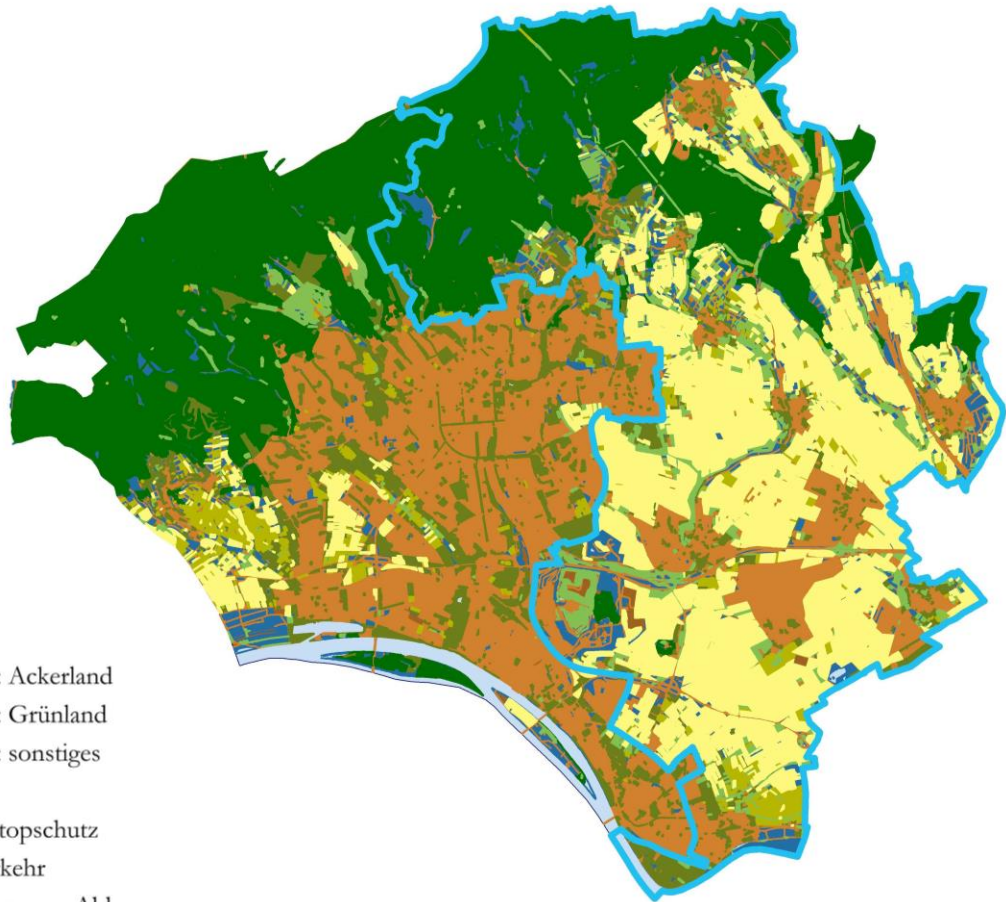 : Ackerland
: Grünland
: sonstiges
topschutz
kehr